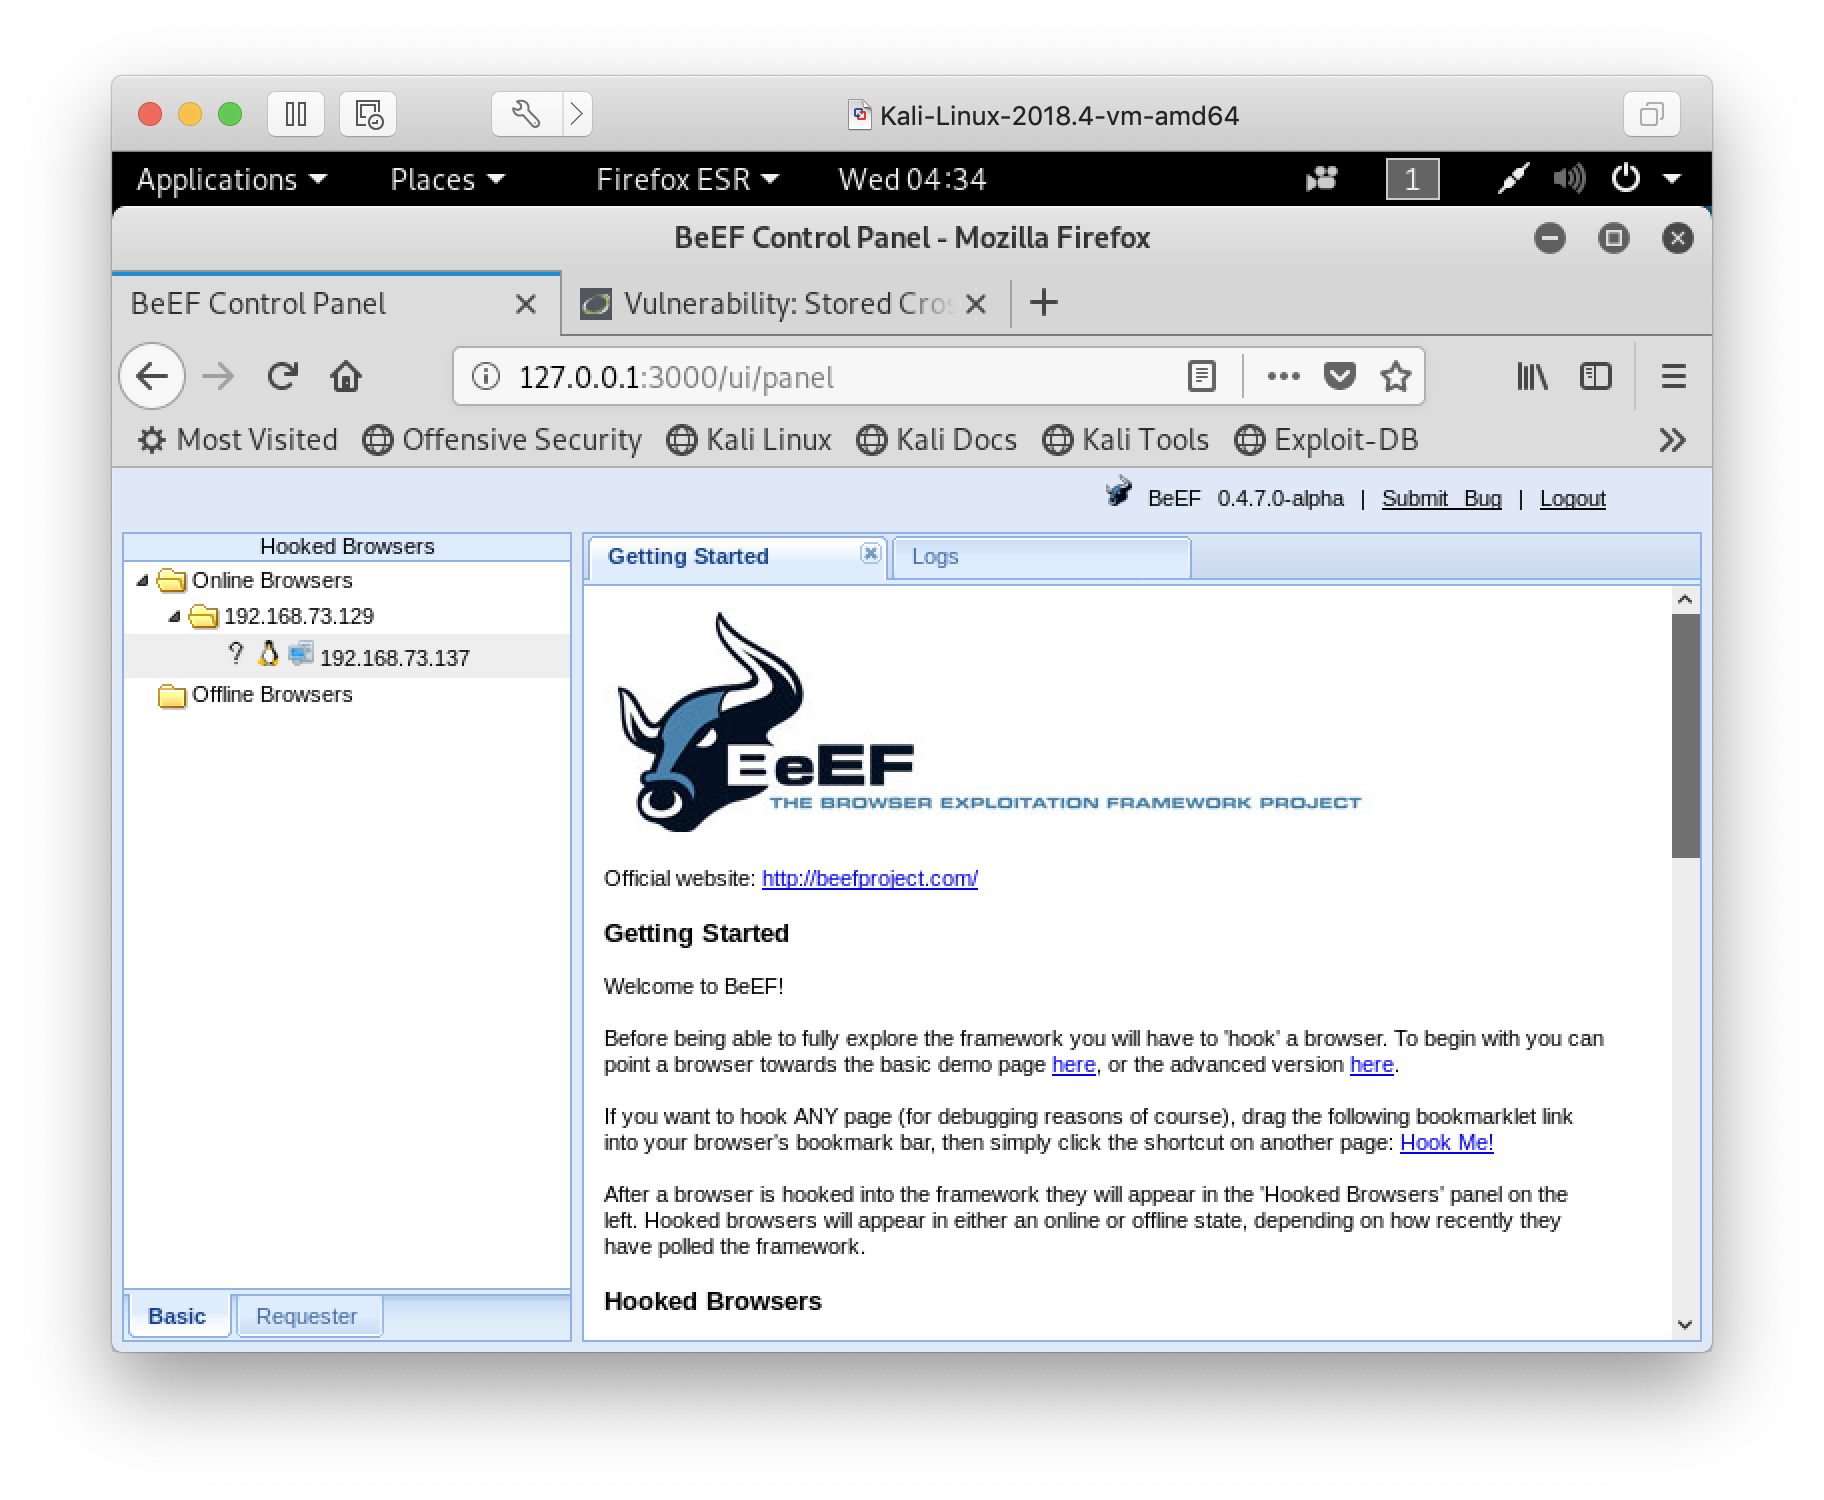 Kali-Linux-2018.4-vm-amd64
Applications Places Firefox ESR Wed 04:34 1
BeEF Control Panel - Mozilla Firefox
BeEF Control Panel Vulnerability: Stored Cros
127.0.0.1:3000/ui/panel
Most Visited Offensive Security Kali Linux Kali Docs Kali Tools Exploit-DB
BeEF 0.4.7.0-alpha | Submit Bug | Logout
Hooked Browsers
Online Browsers
192.168.73.129
? 192.168.73.137
Offline Browsers
Basic Requester
Getting Started Logs
BeEF
THE BROWSER EXPLOITATION FRAMEWORK PROJECT
Official website: http://beefproject.com/
Getting Started
Welcome to BeEF!
Before being able to fully explore the framework you will have to 'hook' a browser. To begin with you can
point a browser towards the basic demo page here, or the advanced version here.
If you want to hook ANY page (for debugging reasons of course), drag the following bookmarklet link
into your browser's bookmark bar, then simply click the shortcut on another page: Hook Me!
After a browser is hooked into the framework they will appear in the 'Hooked Browsers' panel on the
left. Hooked browsers will appear in either an online or offline state, depending on how recently they
have polled the framework.
Hooked Browsers